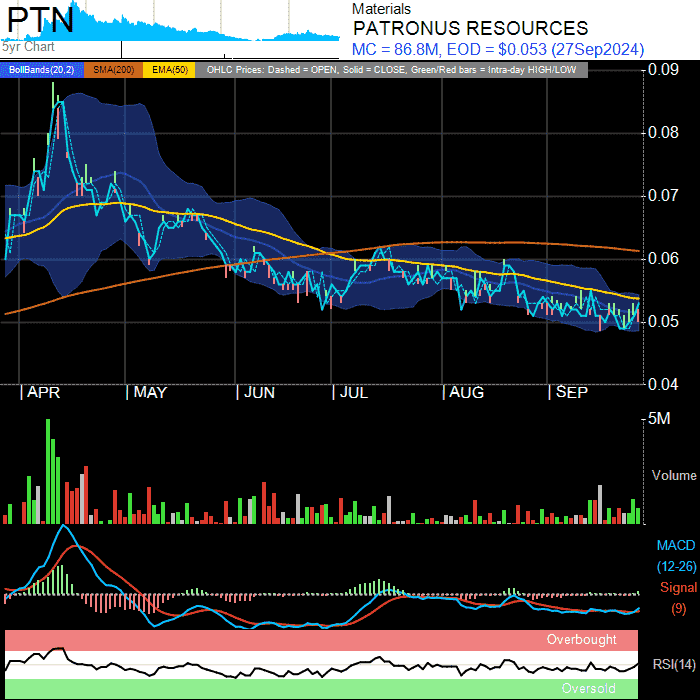 PTN
5yr Chart
Materials
PATRONUS RESOURCES
MC = 86.8M, EOD = $0.053 (27Sep2024)
BollBands(20,2) SMA(200) EMA(50) OHLC Prices: Dashed = OPEN, Solid = CLOSE, Green/Red bars = Intra-day HIGH/LOW
0.09
0.08
0.07
0.06
0.05
0.04
APR MAY JUN JUL AUG SEP
5M
Volume
MACD
(12-26)
Signal
(9)
Overbought
RSI(14)
Oversold